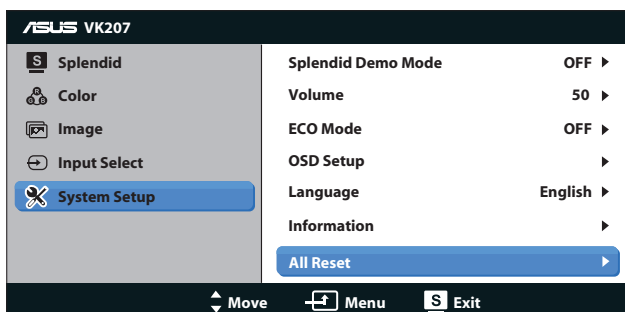 ASUS VK207
S Splendid
Color
Image
Input Select
System Setup
Splendid Demo Mode OFF
Volume 50
ECO Mode OFF
OSD Setup
Language English
Information
All Reset
Move Menu S Exit